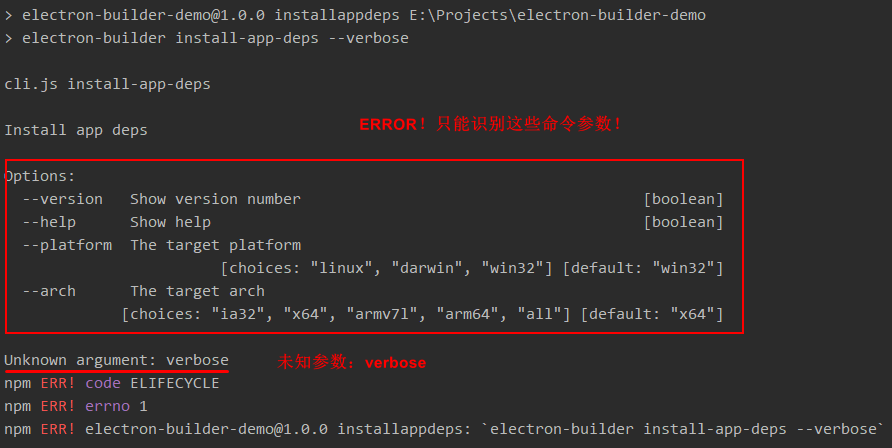 > electron-builder-demo@1.0.0 installappdeps E:\Projects\electron-builder-demo
> electron-builder install-app-deps --verbose
cli.js install-app-deps
ERROR！只能识别这些命令参数！
Install app deps
Options:
--version Show version number [boolean]
--help Show help [boolean]
--platform The target platform
[choices: "linux", "darwin", "win32"] [default: "win32"]
--arch The target arch
[choices: "ia32", "x64", "armv7l", "arm64", "all"] [default: "x64"]
Unknown argument: verbose
未知参数：verbose
npm ERR! code ELIFECYCLE
npm ERR! errno 1
npm ERR! electron-builder-demo@1.0.0 installappdeps: `electron-builder install-app-deps --verbose`